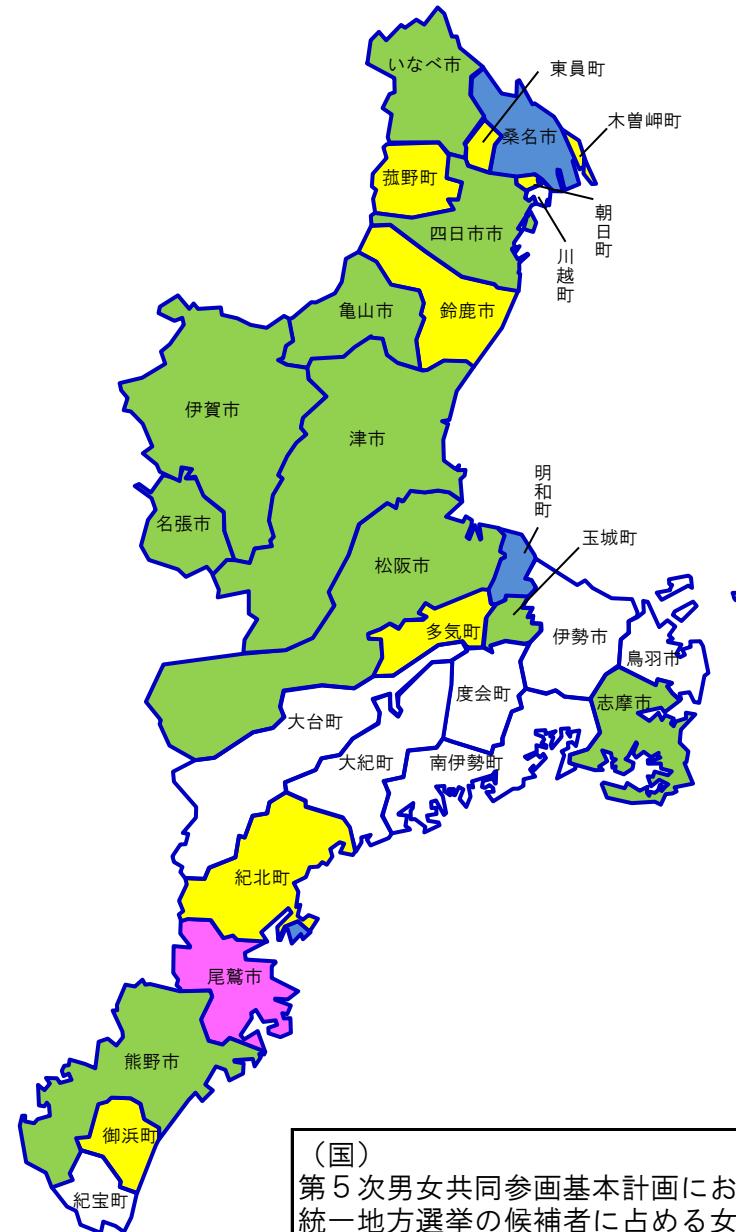 いなべ市
東員町
木曽岬町
桑名市
菰野町
朝日町
川越町
四日市市
亀山市
鈴鹿市
伊賀市
津市
名張市
明和町
玉城町
松阪市
多気町
伊勢市
鳥羽市
度会町
志摩市
大台町
大紀町
南伊勢町
紀北町
尾鷲市
熊野市
御浜町
紀宝町
（国）
第５次男女共同参画基本計画にお
統一地方選挙の候補者に占める女